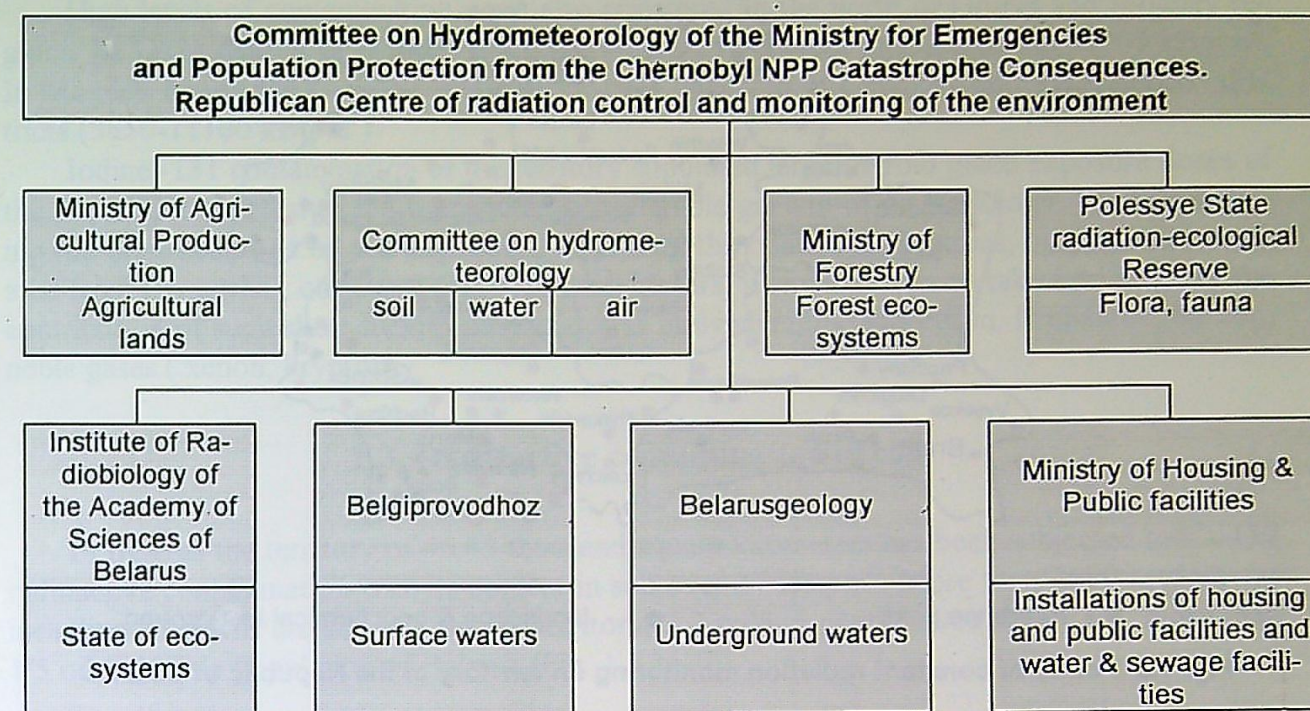 Committee on Hydrometeorology of the Ministry for Emergencies
and Population Protection from the Chernobyl NPP Catastrophe Consequences.
Republican Centre of radiation control and monitoring of the environment
Ministry of Agri-
cultural Produc-
tion
Agricultural
lands
Committee on hydrome-
teorology
soil
water
air
Ministry of
Forestry
Forest eco-
systems
Polessye State
radiation-ecological
Reserve
Flora, fauna
Institute of Ra-
diobiology of
the Academy of
Sciences of
Belarus
State of eco-
systems
Belgiprovodhoz
Surface waters
Belarusgeology
Underground waters
Ministry of Housing &
Public facilities
Installations of housing
and public facilities and
water & sewage facili-
ties